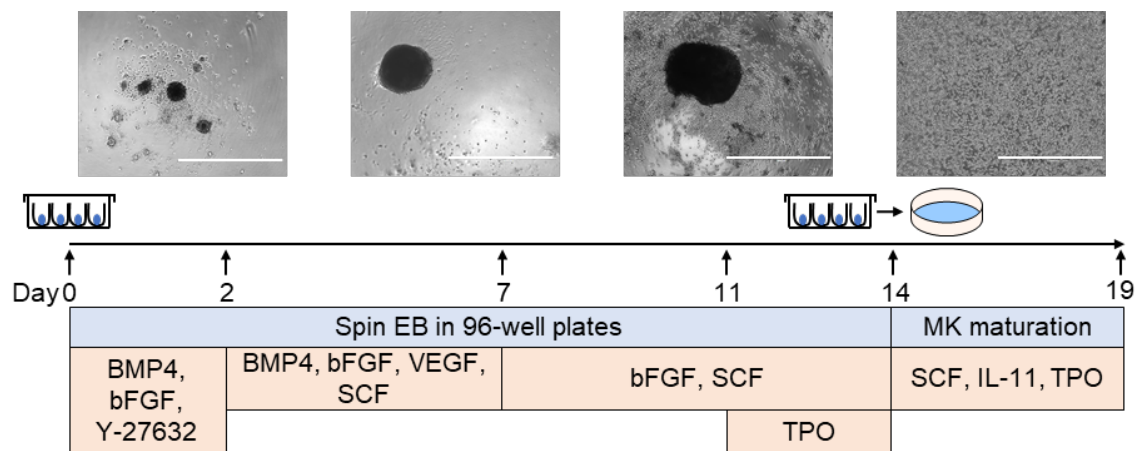 Day 0 2 7 11 14 19
Spin EB in 96-well plates MK maturation
BMP4,
bFGF,
Y-27632
BMP4, bFGF, VEGF,
SCF
bFGF, SCF
SCF, IL-11, TPO
TPO